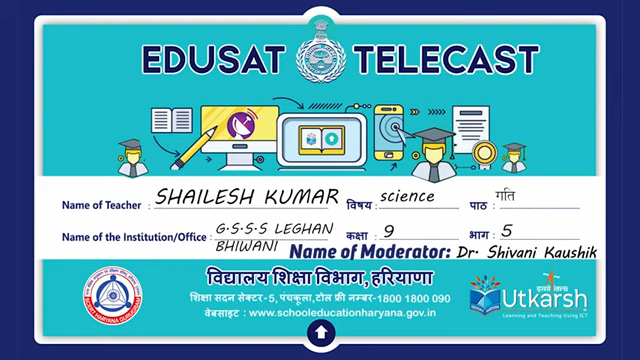 EDUSAT TELECAST
Name of Teacher : SHAILESH KUMAR विषय : science पाठ : गति
Name of the Institution/Office : G.S.S.S LEGHAN BHIWANI कक्षा : 9 भाग : 5
Name of Moderator: Dr. Shivani Kaushik
विद्यालय शिक्षा विभाग, हरियाणा
शिक्षा सदन सेक्टर-5, पंचकूला, टोल फ्री नम्बर-1800 1800 090
वेबसाइट : www.schooleducationharyana.gov.in
Utkarsh
Learning and Teaching Using ICT